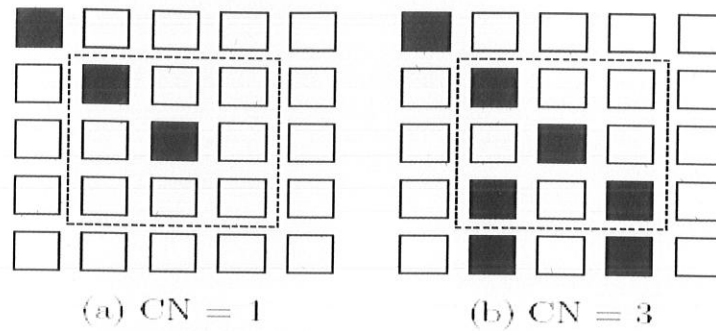 (a) CN = 1
(b) CN = 3